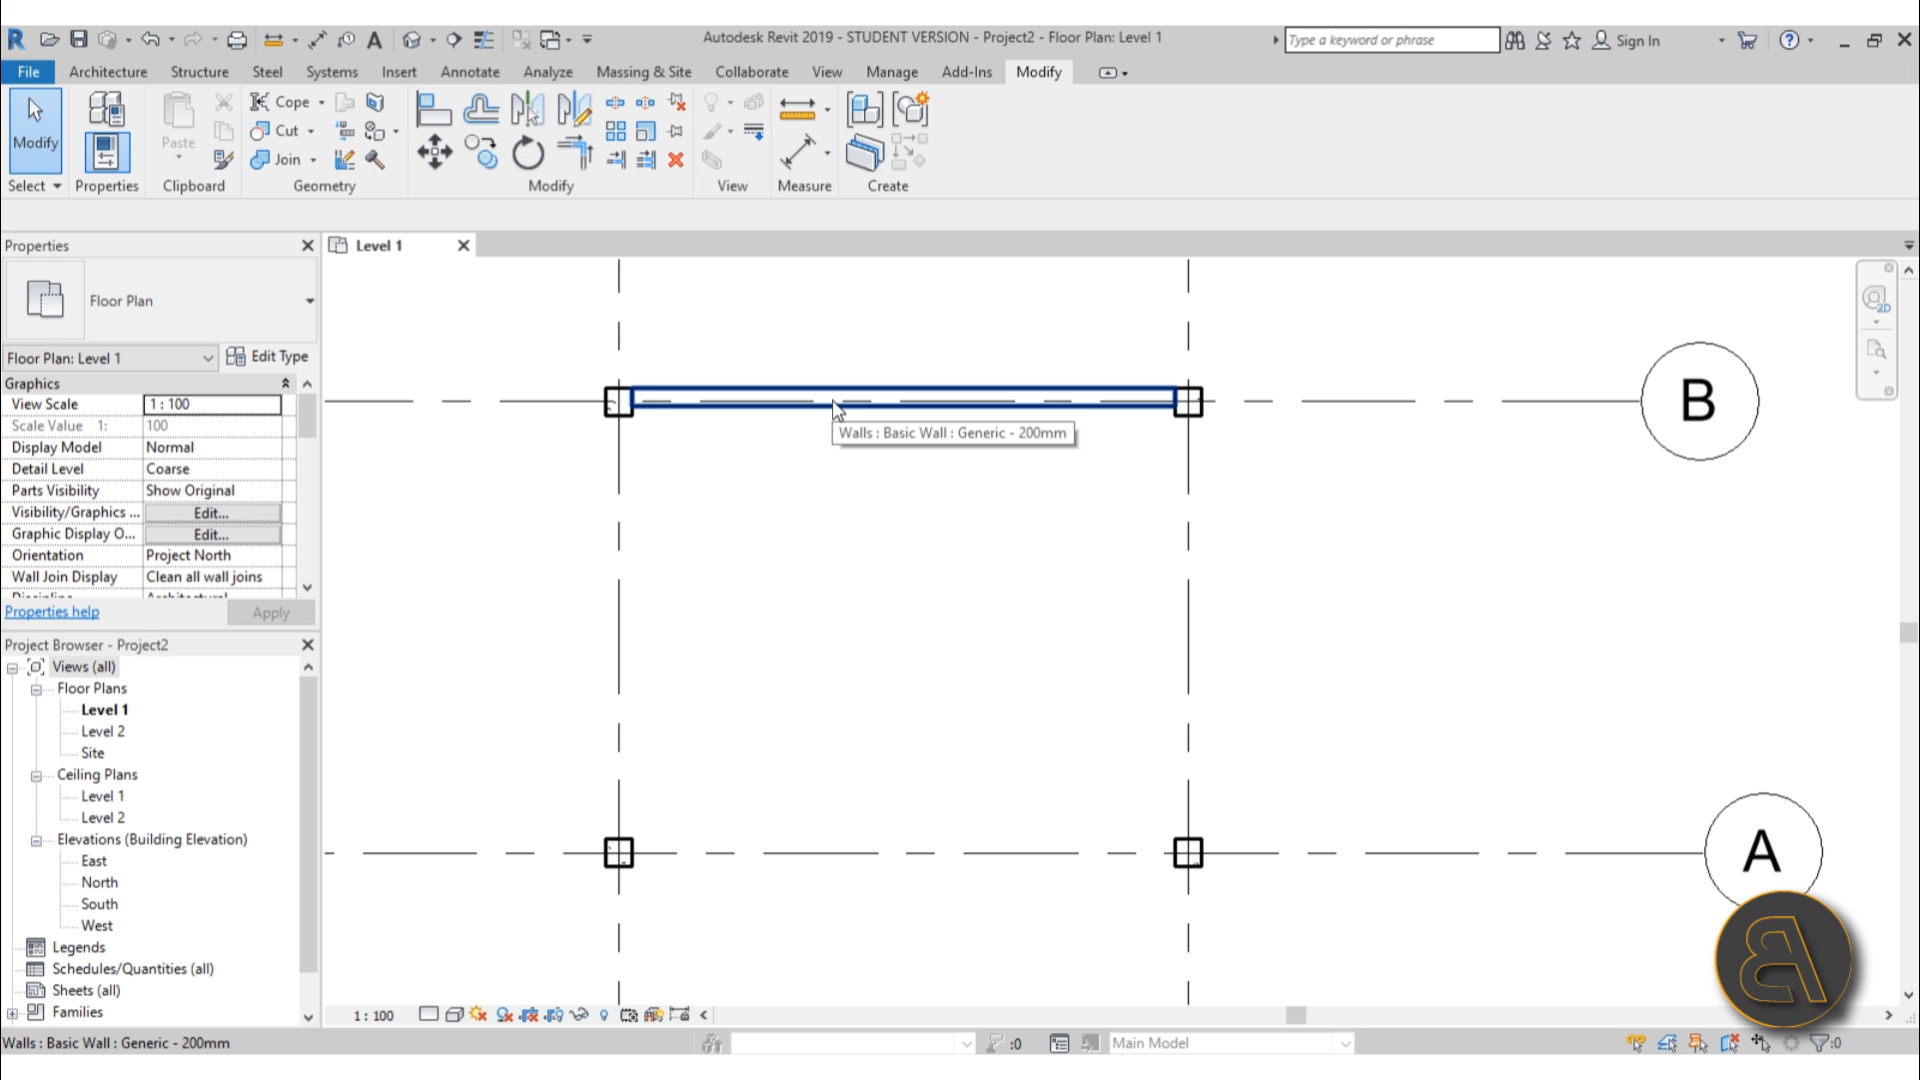 Autodesk Revit 2019 - STUDENT VERSION - Project2 - Floor Plan: Level 1
Type a keyword or phrase
Sign In
File Architecture Structure Steel Systems Insert Annotate Analyze Massing & Site Collaborate View Manage Add-Ins Modify
Modify
Paste
Cope
Cut
Join
Select Properties Clipboard Geometry Modify View Measure Create
Properties
Level 1
Floor Plan
Floor Plan: Level 1
Edit Type
Graphics
View Scale 1 : 100
Scale Value 1: 100
Display Model Normal
Detail Level Coarse
Parts Visibility Show Original
Visibility/Graphics ... Edit...
Graphic Display O... Edit...
Orientation Project North
Wall Join Display Clean all wall joins
Discipline Architectural
Properties help
Apply
Project Browser - Project2
Views (all)
Floor Plans
Level 1
Level 2
Site
Ceiling Plans
Level 1
Level 2
Elevations (Building Elevation)
East
North
South
West
Legends
Schedules/Quantities (all)
Sheets (all)
Families
B
Walls : Basic Wall : Generic - 200mm
A
2D
1 : 100
Walls : Basic Wall : Generic - 200mm
:0
Main Model
:0